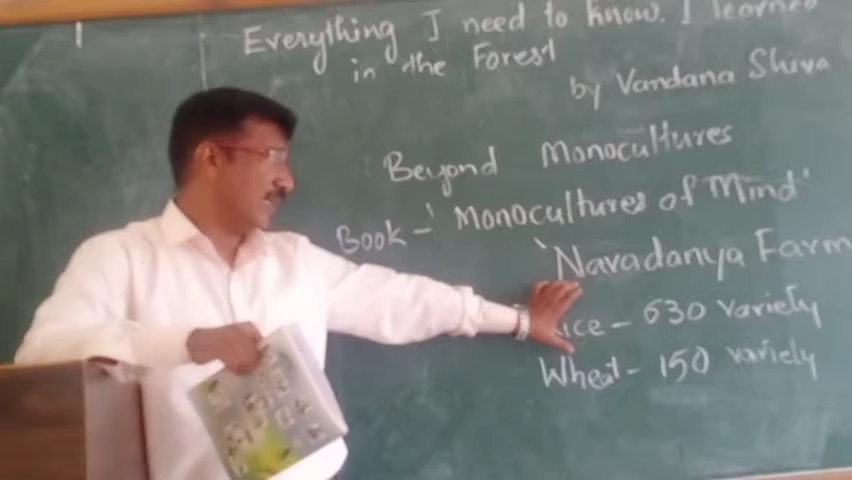 Everything I need to know. I learned
in the Forest
by Vandana Shiva
Beyond Monocultures
Book - 'Monocultures of Mind'
'Navadanya Farm
ice - 630 variety
Wheat - 150 variety